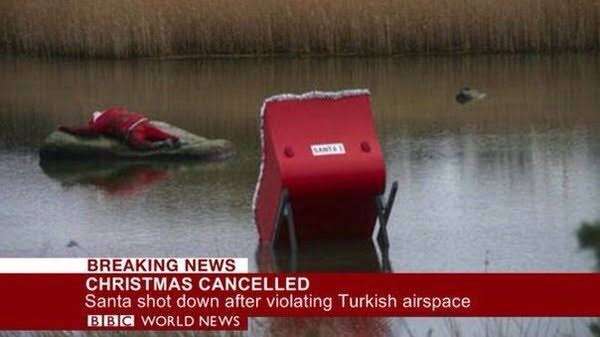 SANTA 1
BREAKING NEWS
CHRISTMAS CANCELLED
Santa shot down after violating Turkish airspace
BBC WORLD NEWS